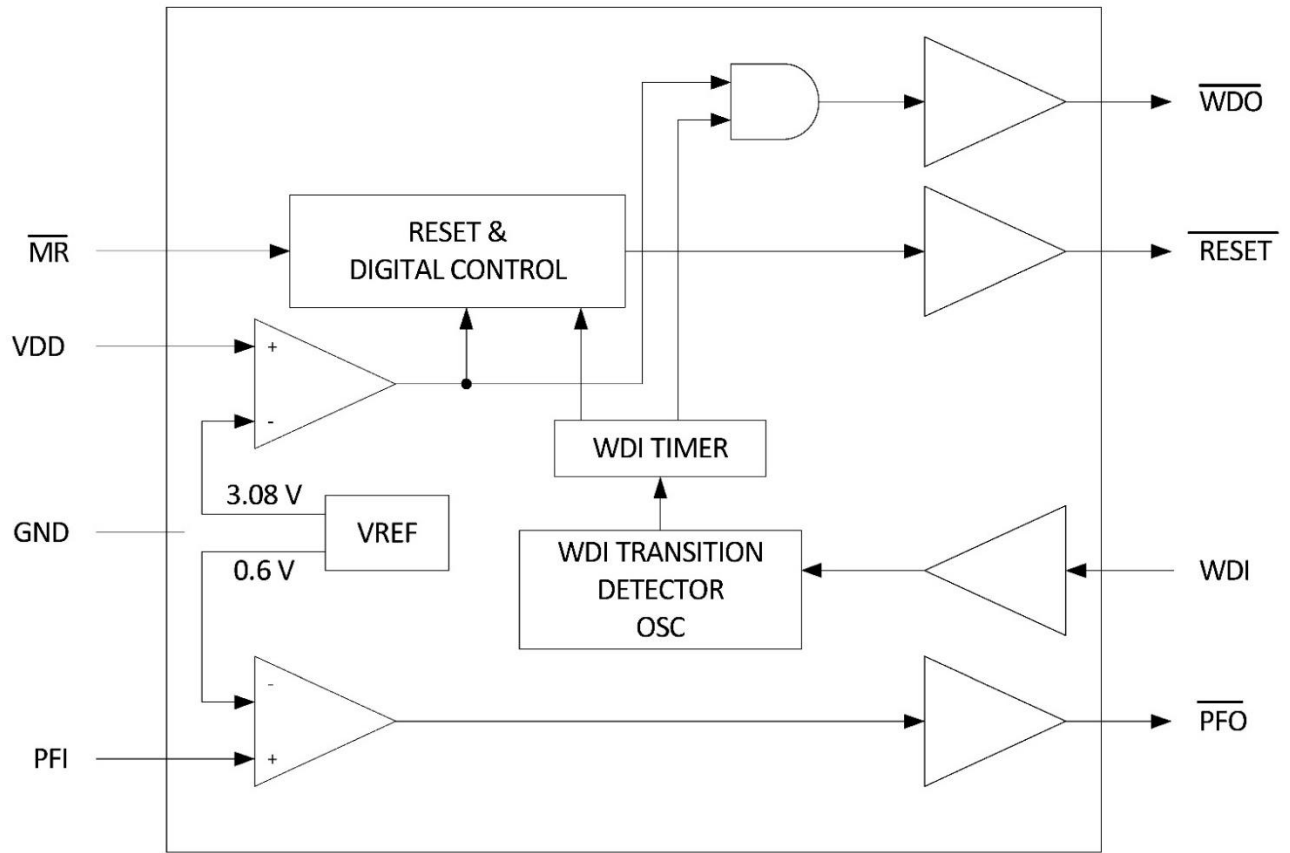 WDO
MR
RESET &
DIGITAL CONTROL
RESET
VDD
+
-
WDI TIMER
3.08 V
GND
VREF
0.6 V
WDI TRANSITION
DETECTOR
OSC
WDI
-
+
PFI
PFO